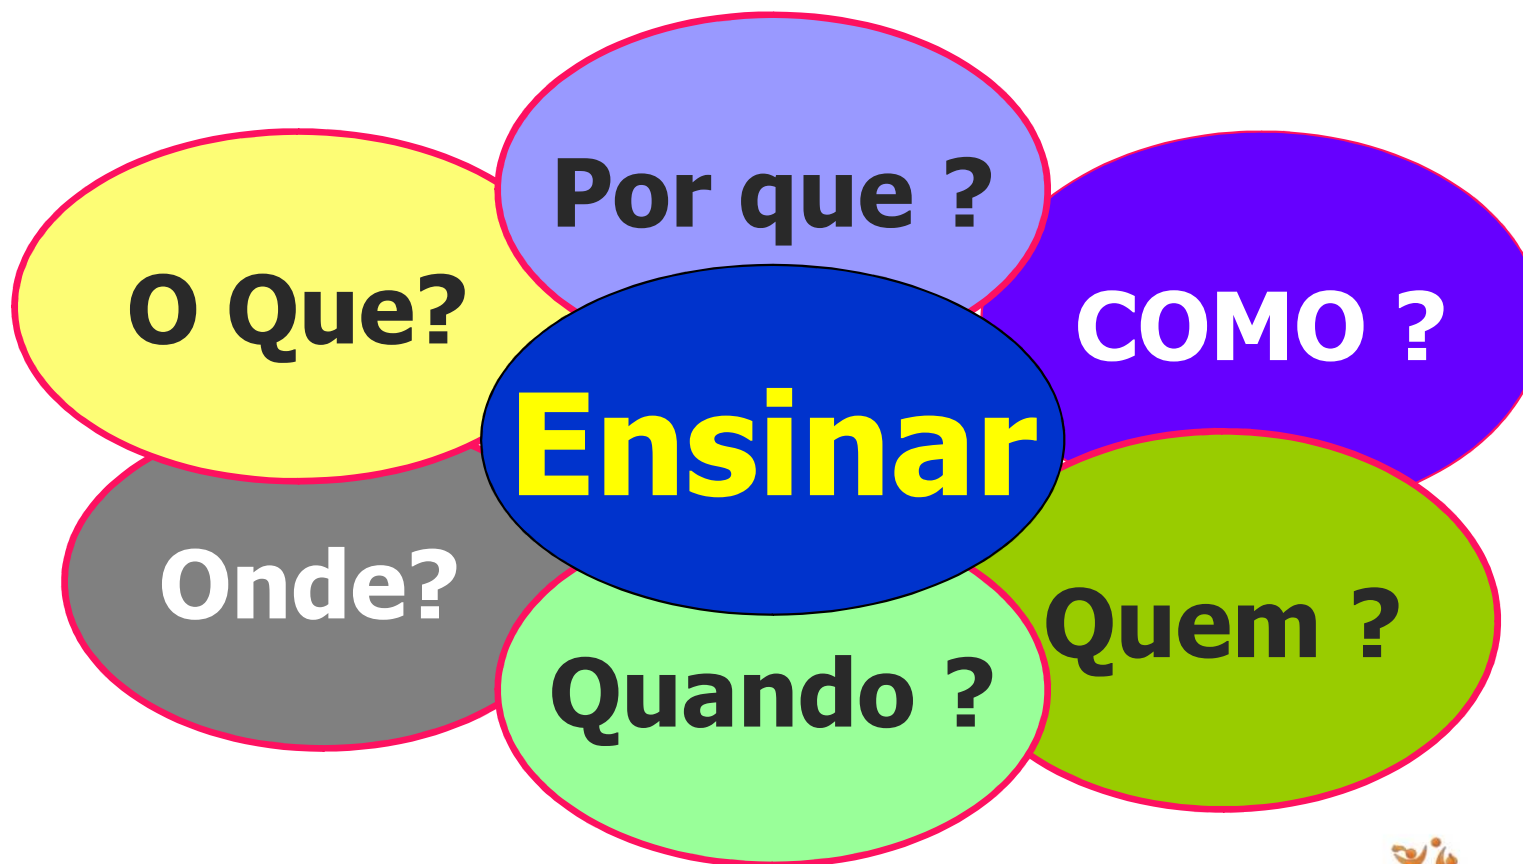 Por que ?
O Que?
COMO ?
Ensinar
Onde?
Quem ?
Quando ?